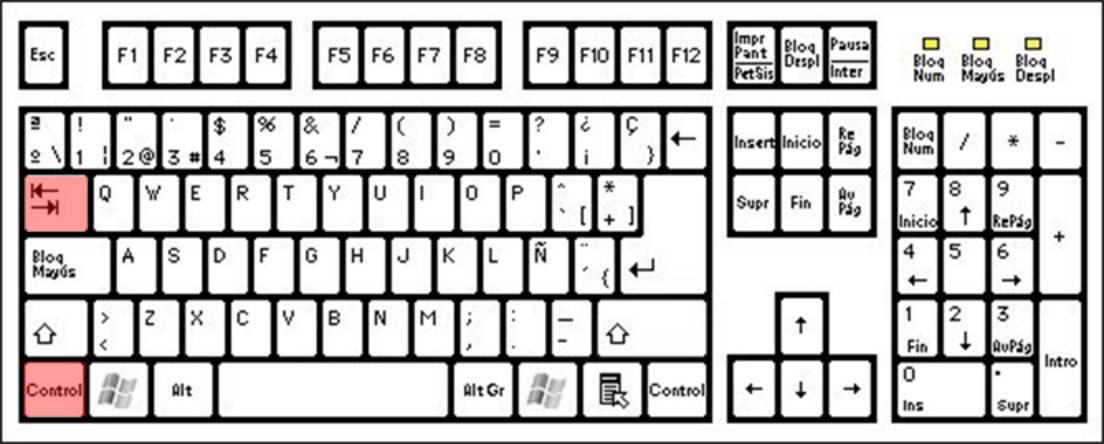 Esc F1 F2 F3 F4 F5 F6 F7 F8 F9 F10 F11 F12
Impr Pant PetSis
Bloq Despl
Pausa Inter
Bloq Num
Bloq Mayús
Bloq Despl
ª º \
! 1 ¦
" 2 @
· 3 #
$ 4
% 5
& 6 ¬
/ 7
( 8
) 9
= 0
? '
¿ ¡
Ç }
←
Insert Inicio Re Pág
Bloq Num / * -
Q W E R T Y U I O P
^ ` [
* + ]
Supr Fin Av Pág
7 Inicio
8 ↑
9 RePág
+
Bloq Mayús
A S D F G H J K L Ñ
¨ ´ {
4 ←
5
6 →
> <
Z X C V B N M
; ,
: .
_ -
↑
1 Fin
2 ↓
3 AvPág
Intro
Control Alt Alt Gr Control
← ↓ →
0 Ins
. Supr